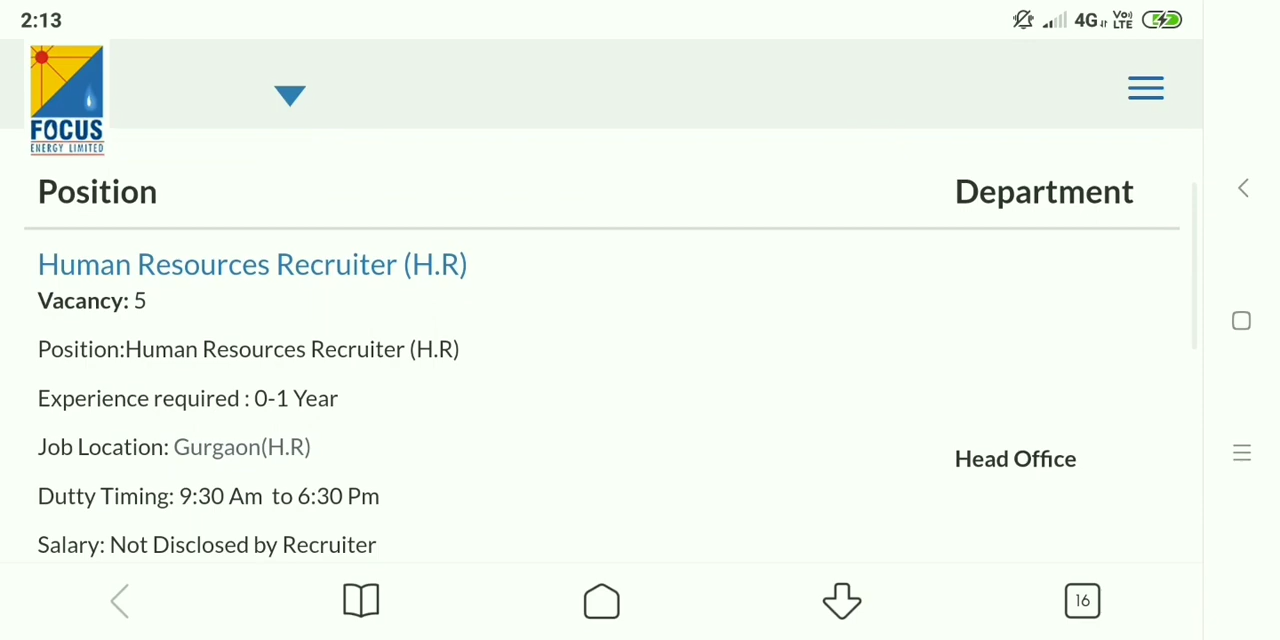 2:13
4G
Vo)
LTE
FOCUS
ENERGY LIMITED
Position
Department
Human Resources Recruiter (H.R)
Vacancy: 5
Position:Human Resources Recruiter (H.R)
Experience required : 0-1 Year
Job Location: Gurgaon(H.R)
Head Office
Dutty Timing: 9:30 Am to 6:30 Pm
Salary: Not Disclosed by Recruiter
16